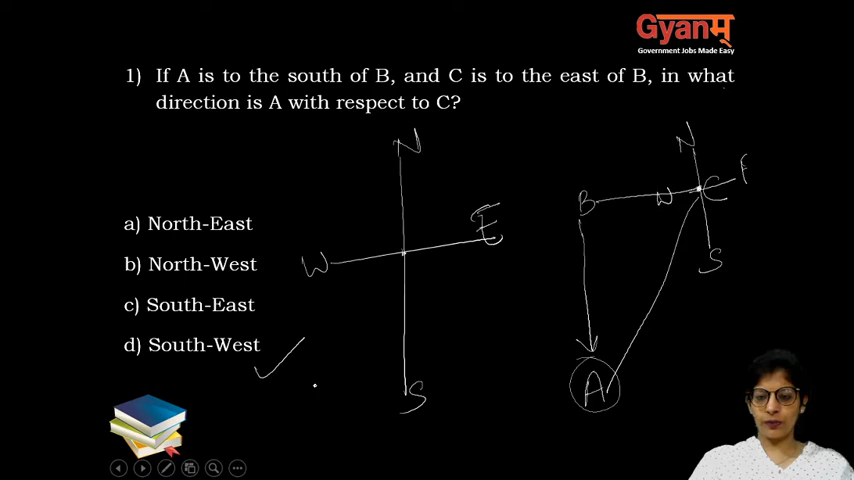 Gyanम्
Government Jobs Made Easy
1) If A is to the south of B, and C is to the east of B, in what
direction is A with respect to C?
a) North-East
b) North-West
c) South-East
d) South-West
N
W
E
S
N
B
W
C
S
A